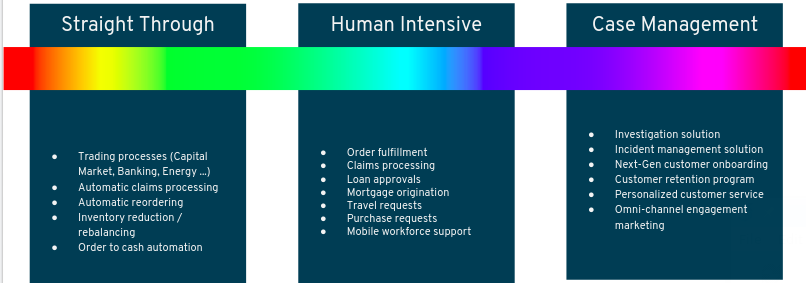 Straight Through
● Trading processes (Capital
Market, Banking, Energy ...)
● Automatic claims processing
● Automatic reordering
● Inventory reduction /
rebalancing
● Order to cash automation
Human Intensive
● Order fulfillment
● Claims processing
● Loan approvals
● Mortgage origination
● Travel requests
● Purchase requests
● Mobile workforce support
Case Management
● Investigation solution
● Incident management solution
● Next-Gen customer onboarding
● Customer retention program
● Personalized customer service
● Omni-channel engagement
marketing